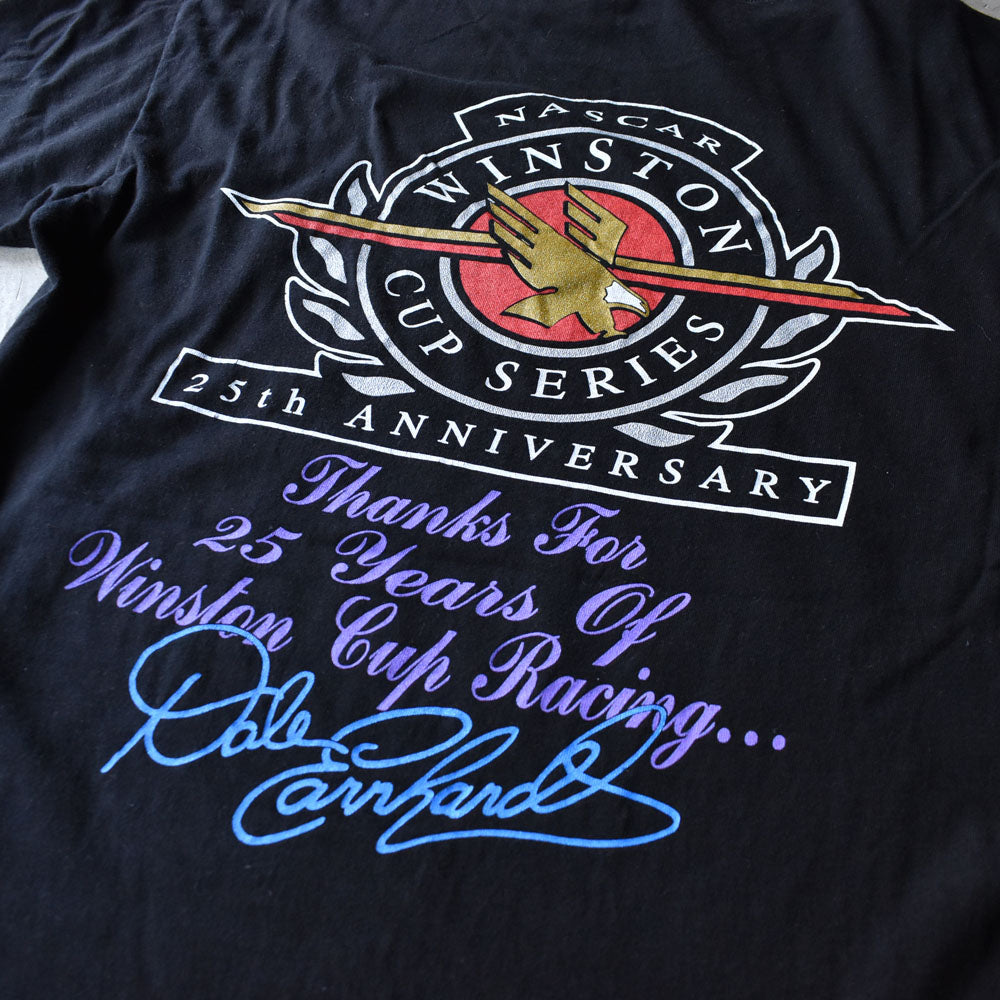 NASCAR
WINSTON
CUP SERIES
25th ANNIVERSARY
Thanks For
25 Years Of
Winston Cup Racing...
Dale
Earnhardt